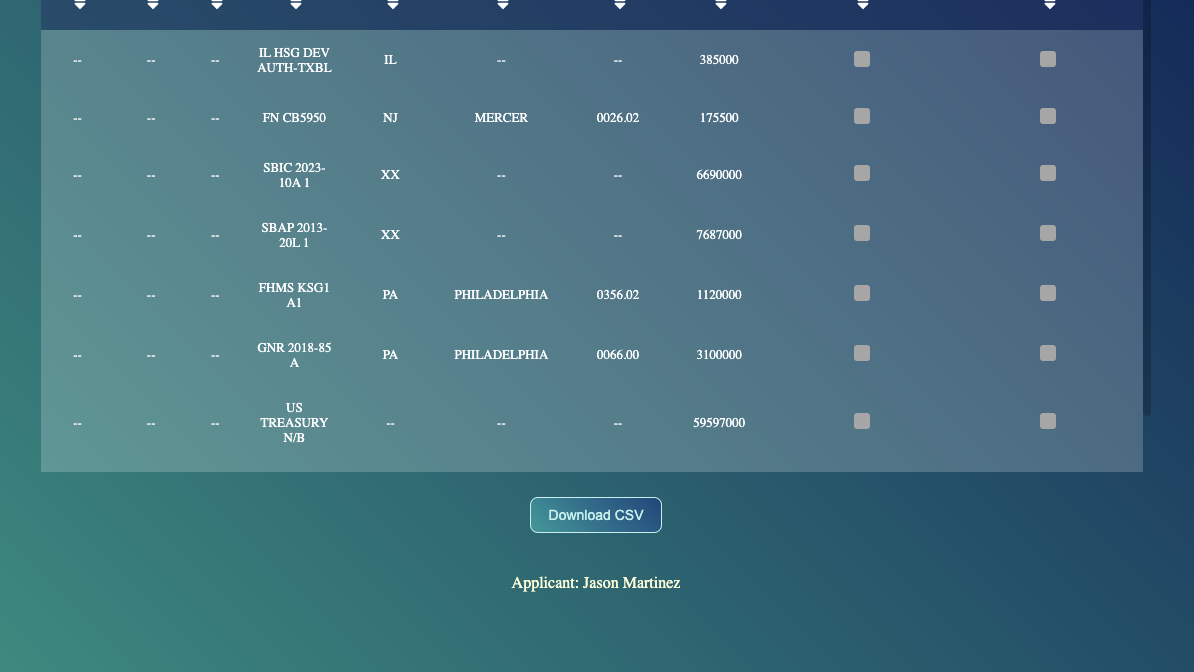 -- -- -- IL HSG DEV AUTH-TXBL IL -- -- 385000
-- -- -- FN CB5950 NJ MERCER 0026.02 175500
-- -- -- SBIC 2023-10A 1 XX -- -- 6690000
-- -- -- SBAP 2013-20L 1 XX -- -- 7687000
-- -- -- FHMS KSG1 A1 PA PHILADELPHIA 0356.02 1120000
-- -- -- GNR 2018-85 A PA PHILADELPHIA 0066.00 3100000
-- -- -- US TREASURY N/B -- -- -- 59597000
Download CSV
Applicant: Jason Martinez